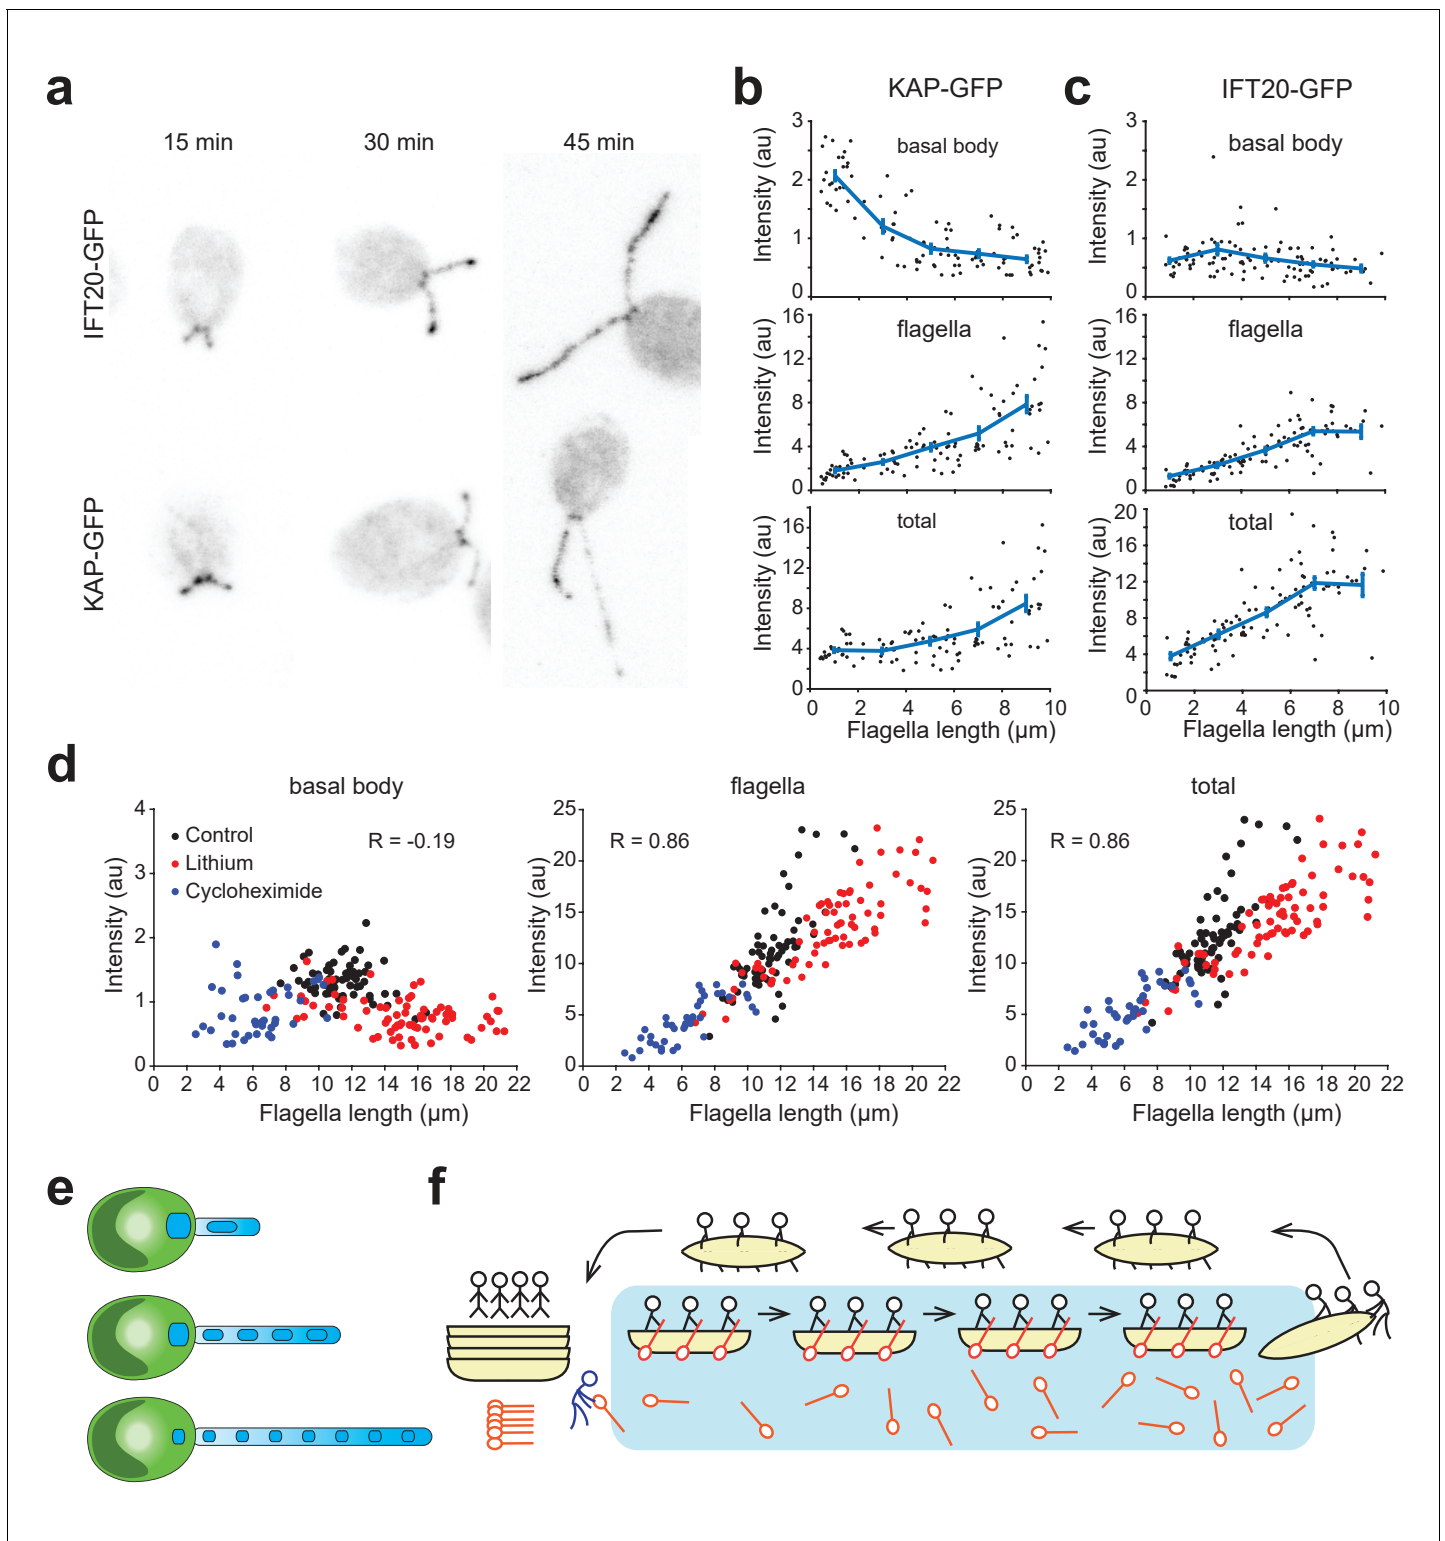 a
15 min
30 min
45 min
IFT20-GFP
KAP-GFP
b
KAP-GFP
basal body
Intensity (au)
3
2
1
0
flagella
Intensity (au)
16
12
8
4
0
total
Intensity (au)
16
12
8
4
0
0 2 4 6 8 10
Flagella length (µm)
c
IFT20-GFP
basal body
Intensity (au)
3
2
1
0
flagella
Intensity (au)
16
12
8
4
0
total
Intensity (au)
20
16
12
8
4
0
0 2 4 6 8 10
Flagella length (µm)
d
basal body
Control
Lithium
Cycloheximide
R = -0.19
Intensity (au)
4
3
2
1
0
0 2 4 6 8 10 12 14 16 18 20 22
Flagella length (µm)
flagella
R = 0.86
Intensity (au)
25
20
15
10
5
0
0 2 4 6 8 10 12 14 16 18 20 22
Flagella length (µm)
total
R = 0.86
Intensity (au)
25
20
15
10
5
0
0 2 4 6 8 10 12 14 16 18 20 22
Flagella length (µm)
e
f